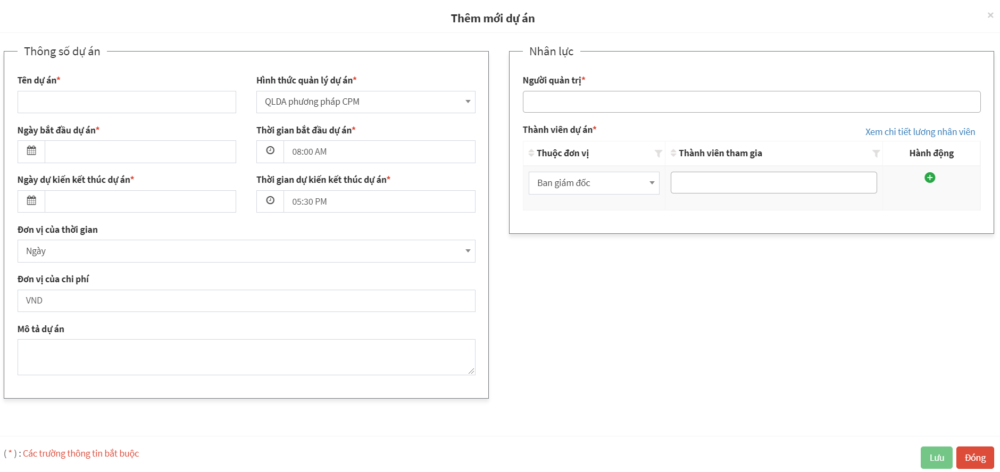 Thêm mới dự án
×
Thông số dự án
Tên dự án*
Hình thức quản lý dự án*
QLDA phương pháp CPM
Ngày bắt đầu dự án*
Thời gian bắt đầu dự án*
08:00 AM
Ngày dự kiến kết thúc dự án*
Thời gian dự kiến kết thúc dự án*
05:30 PM
Đơn vị của thời gian
Ngày
Đơn vị của chi phí
VND
Mô tả dự án
Nhân lực
Người quản trị*
Thành viên dự án*
Xem chi tiết lương nhân viên
Thuộc đơn vị Thành viên tham gia Hành động
Ban giám đốc
( * ) : Các trường thông tin bắt buộc
Lưu Đóng